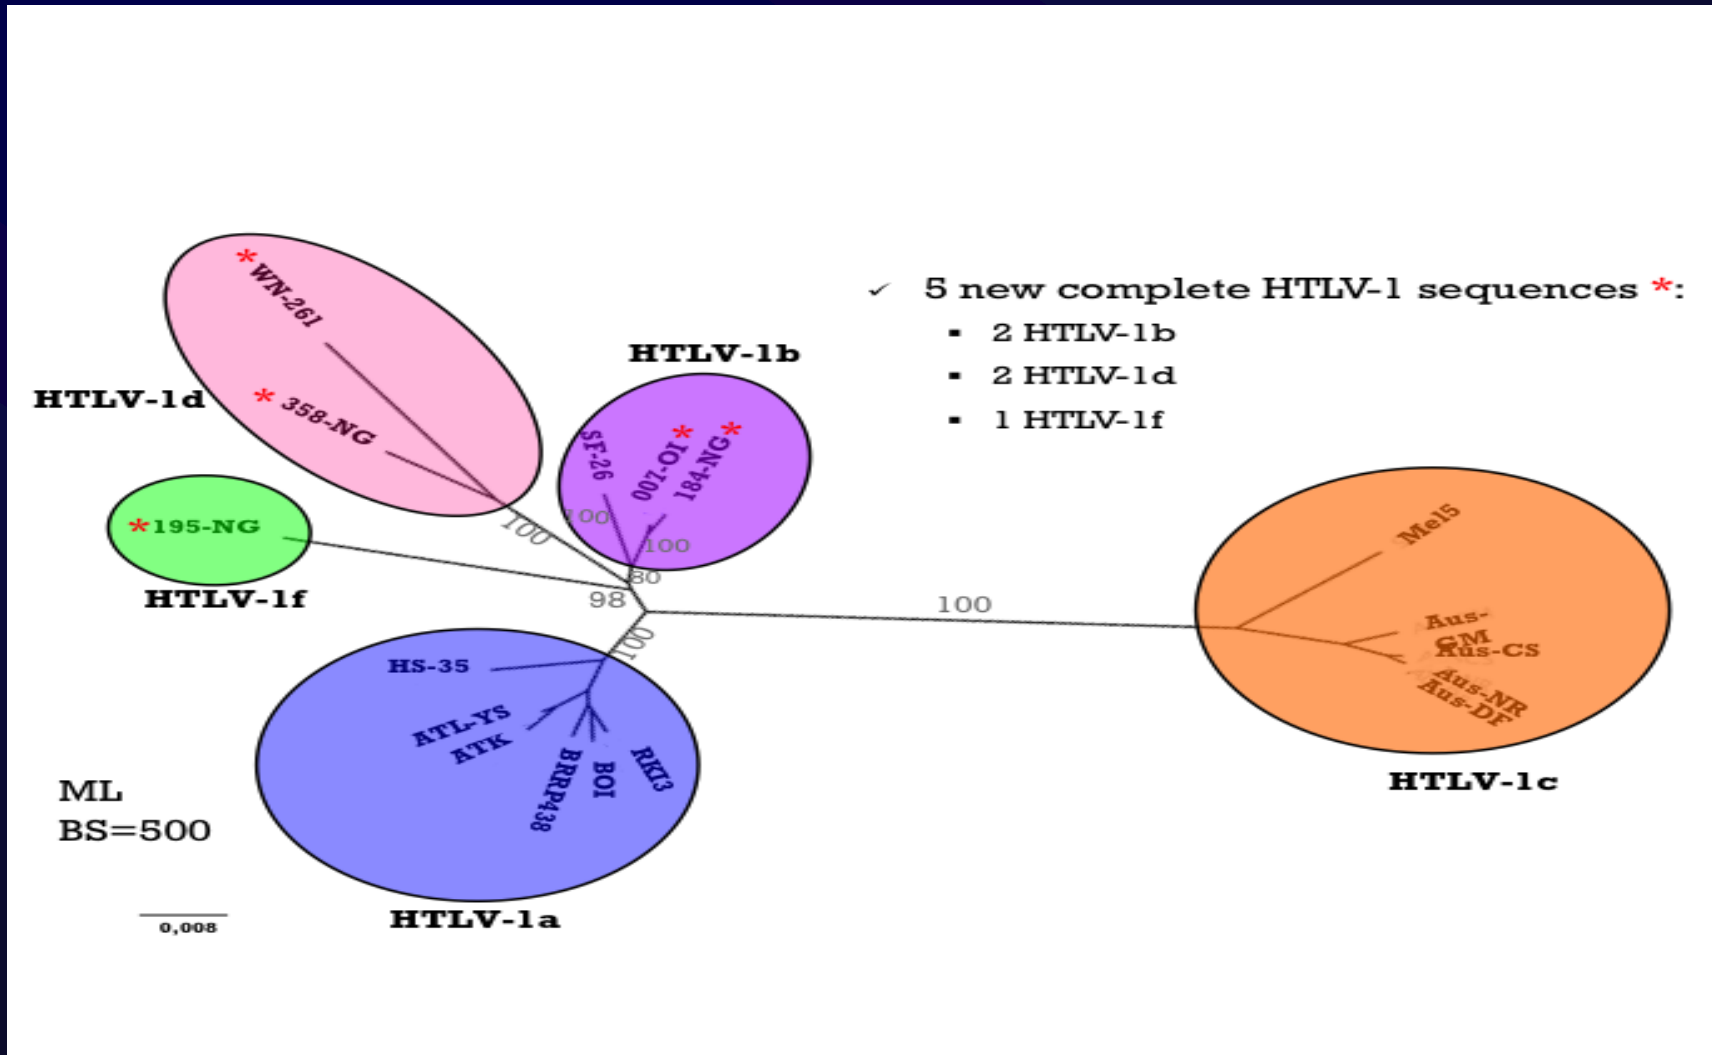 ✓ 5 new complete HTLV-1 sequences *:
▪ 2 HTLV-1b
▪ 2 HTLV-1d
▪ 1 HTLV-1f
HTLV-1d
* WN-261
* 358-NG
HTLV-1b
SF-26
007-OI *
184-NG *
100
100
100
80
98
100
100
*195-NG
HTLV-1f
HS-35
ATL-YS
ATK
BRRP438
BOI
RKI3
HTLV-1a
Mel5
Aus-
GM
Aus-CS
Aus-NR
Aus-DF
HTLV-1c
ML
BS=500
0,008